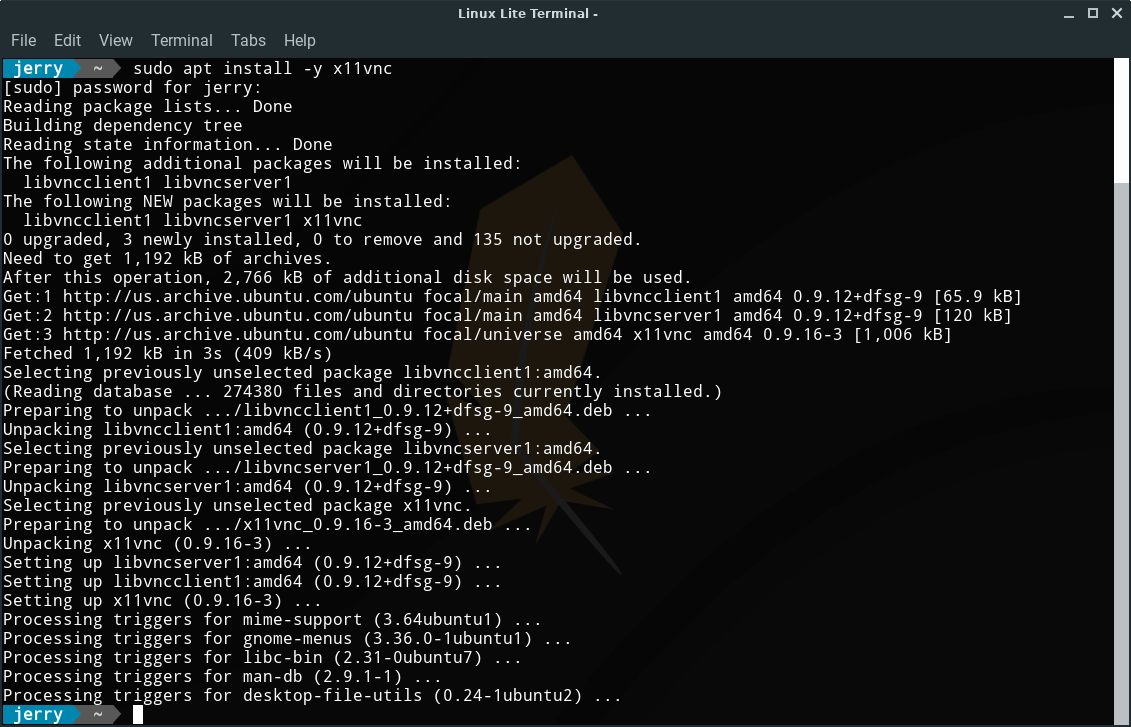 Linux Lite Terminal -
File Edit View Terminal Tabs Help
jerry ~ sudo apt install -y x11vnc
[sudo] password for jerry:
Reading package lists... Done
Building dependency tree
Reading state information... Done
The following additional packages will be installed:
  libvncclient1 libvncserver1
The following NEW packages will be installed:
  libvncclient1 libvncserver1 x11vnc
0 upgraded, 3 newly installed, 0 to remove and 135 not upgraded.
Need to get 1,192 kB of archives.
After this operation, 2,766 kB of additional disk space will be used.
Get:1 http://us.archive.ubuntu.com/ubuntu focal/main amd64 libvncclient1 amd64 0.9.12+dfsg-9 [65.9 kB]
Get:2 http://us.archive.ubuntu.com/ubuntu focal/main amd64 libvncserver1 amd64 0.9.12+dfsg-9 [120 kB]
Get:3 http://us.archive.ubuntu.com/ubuntu focal/universe amd64 x11vnc amd64 0.9.16-3 [1,006 kB]
Fetched 1,192 kB in 3s (409 kB/s)
Selecting previously unselected package libvncclient1:amd64.
(Reading database ... 274380 files and directories currently installed.)
Preparing to unpack .../libvncclient1_0.9.12+dfsg-9_amd64.deb ...
Unpacking libvncclient1:amd64 (0.9.12+dfsg-9) ...
Selecting previously unselected package libvncserver1:amd64.
Preparing to unpack .../libvncserver1_0.9.12+dfsg-9_amd64.deb ...
Unpacking libvncserver1:amd64 (0.9.12+dfsg-9) ...
Selecting previously unselected package x11vnc.
Preparing to unpack .../x11vnc_0.9.16-3_amd64.deb ...
Unpacking x11vnc (0.9.16-3) ...
Setting up libvncserver1:amd64 (0.9.12+dfsg-9) ...
Setting up libvncclient1:amd64 (0.9.12+dfsg-9) ...
Setting up x11vnc (0.9.16-3) ...
Processing triggers for mime-support (3.64ubuntu1) ...
Processing triggers for gnome-menus (3.36.0-1ubuntu1) ...
Processing triggers for libc-bin (2.31-0ubuntu7) ...
Processing triggers for man-db (2.9.1-1) ...
Processing triggers for desktop-file-utils (0.24-1ubuntu2) ...
jerry ~